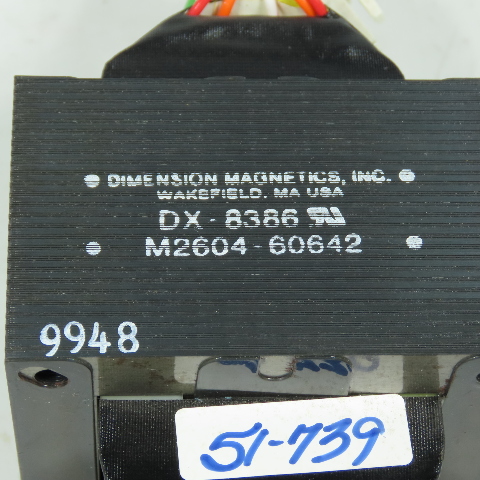 DIMENSION MAGNETICS, INC.
WAKEFIELD, MA USA
DX-8386
M2604-60642
9948
51-739